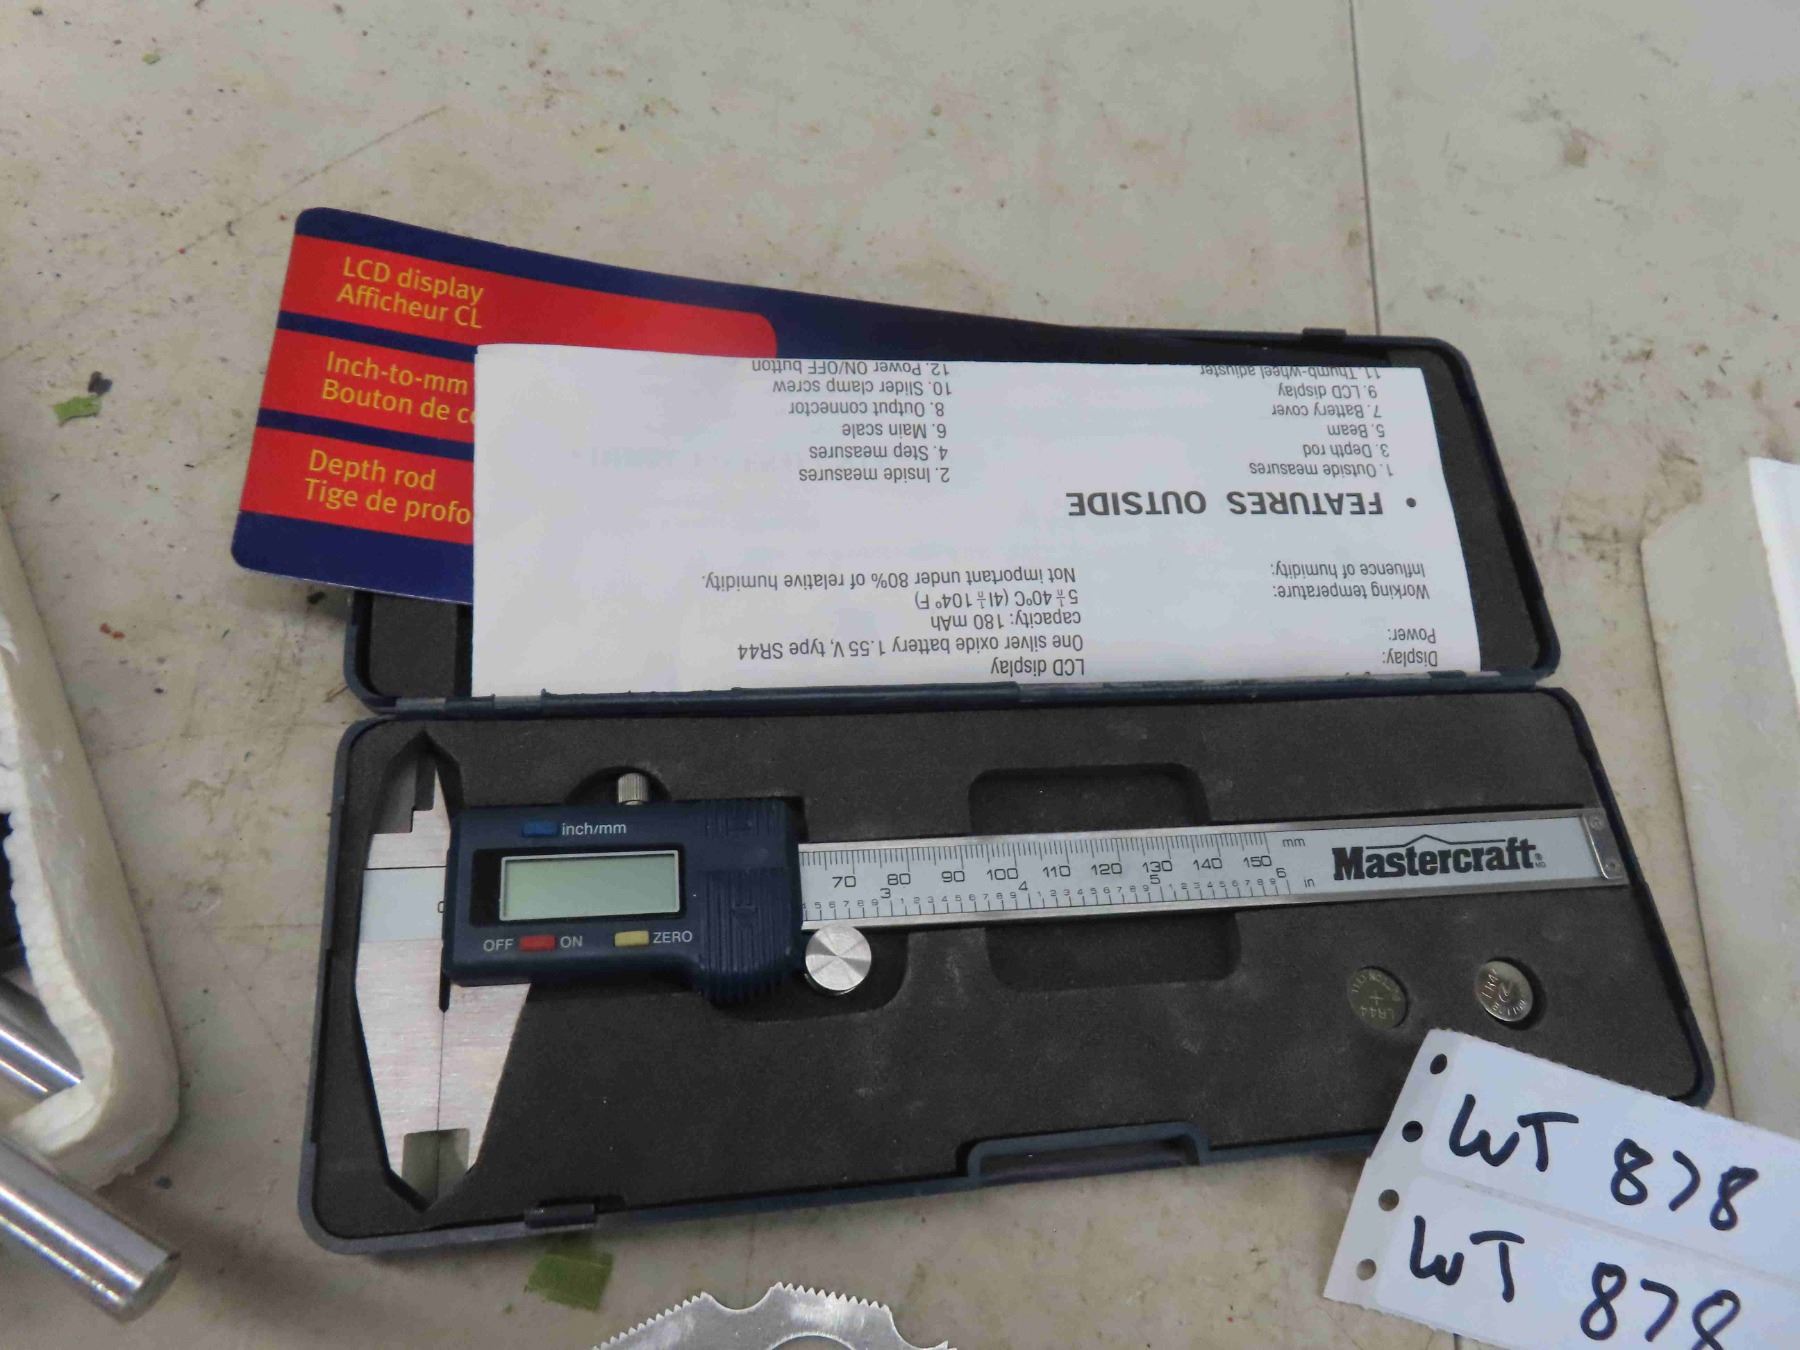 LCD display
Afficheur CL
Inch-to-mm
Bouton de
Depth rod
Tige de profo
Display:
LCD display
Power:
One silver oxide battery 1.55 V, type SR44
capacity: 180 mAh
Working temperature:
Influence of humidity:
Not important under 80% of relative humidity.
• FEATURES OUTSIDE
1. Outside measures
2. Inside measures
3. Depth rod
4. Step measures
5. Beam
6. Main scale
7. Battery cover
8. Output connector
9. LCD display
10. Slider clamp screw
11. Thumb-wheel adjuster
12. Power ON/OFF button
inch/mm
OFF ON ZERO
70 80 90 100 110 120 130 140 150 mm
3 4 5 6 in
Mastercraft
LR44
WT 878
WT 878